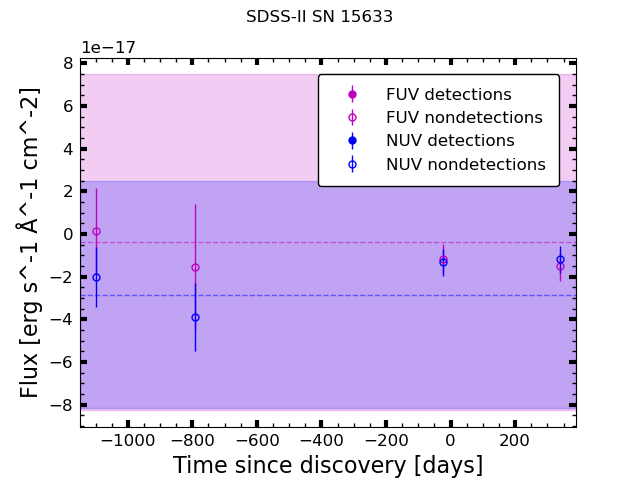 SDSS-II SN 15633
1e−17
FUV detections
FUV nondetections
NUV detections
NUV nondetections
8
6
4
2
0
−2
−4
−6
−8
Flux [erg s^-1 Å^-1 cm^-2]
−1000 −800 −600 −400 −200 0 200
Time since discovery [days]